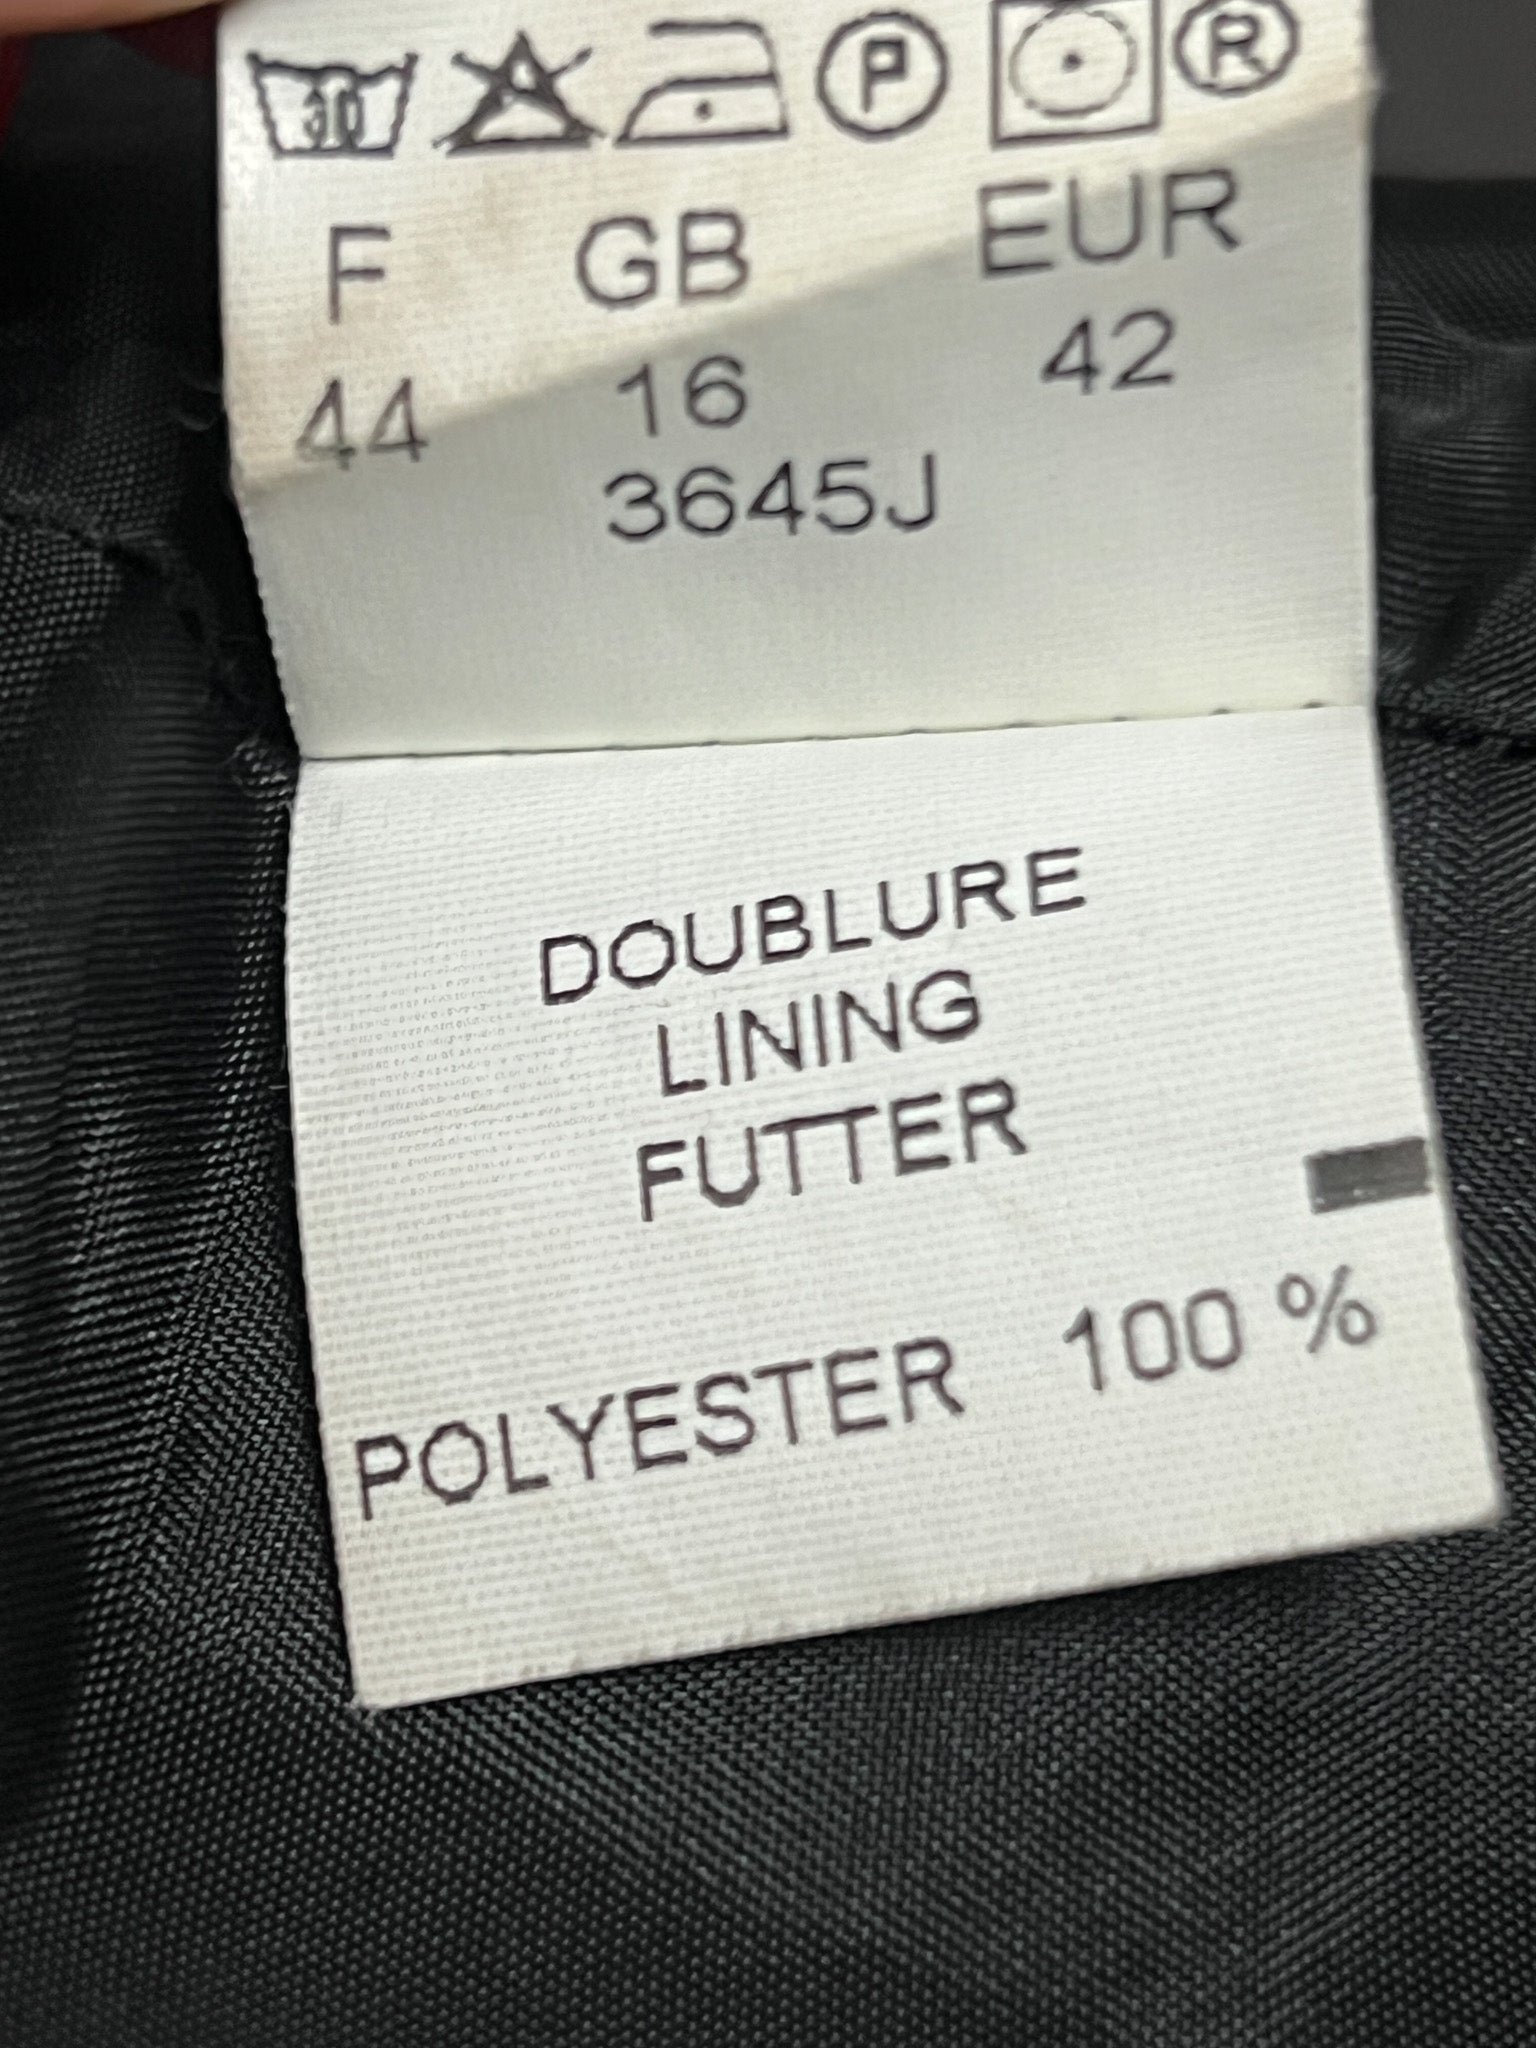 30 P R
F GB EUR
44 16 42
3645J
DOUBLURE
LINING
FUTTER
POLYESTER 100 %